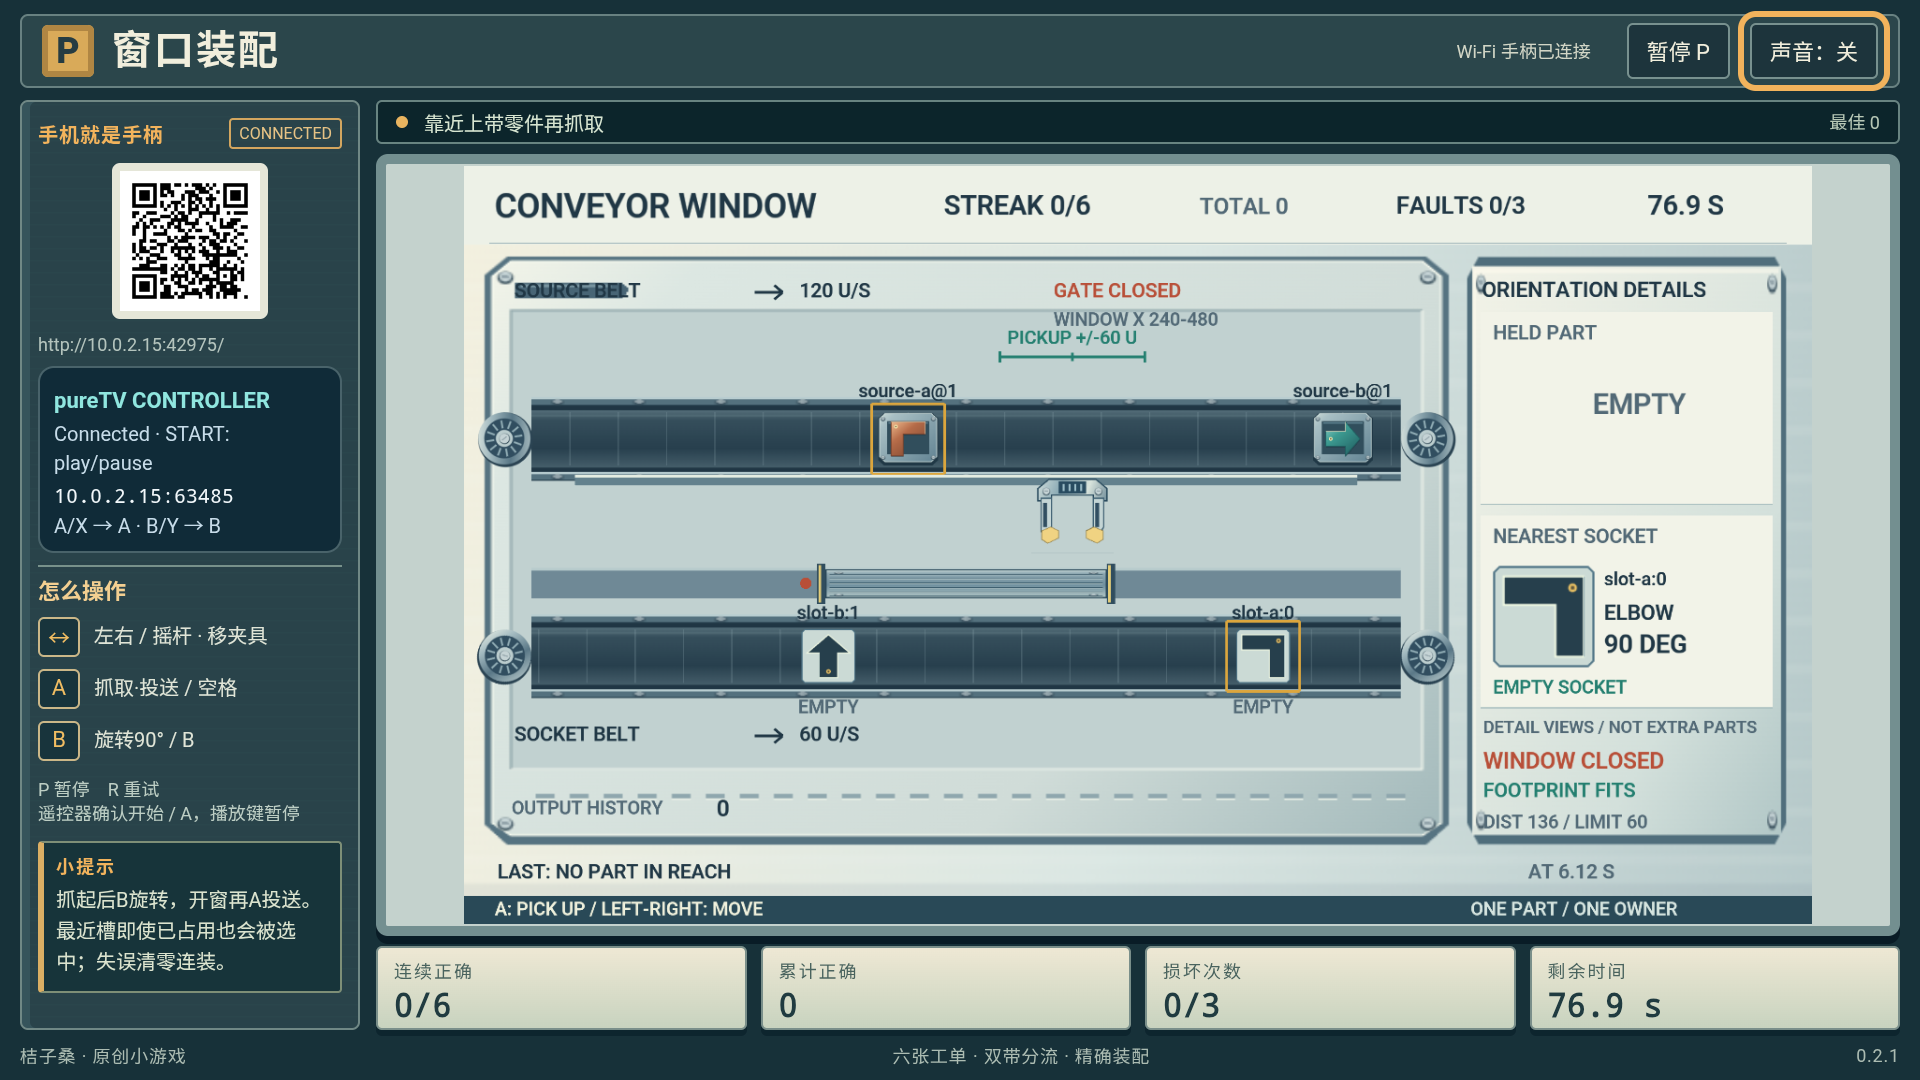 P 窗口装配
Wi-Fi 手柄已连接
暂停 P
声音：关
手机就是手柄
CONNECTED
http://10.0.2.15:42975/
pureTV CONTROLLER
Connected · START:
play/pause
10.0.2.15:63485
A/X → A · B/Y → B
怎么操作
↔ 左右 / 摇杆 · 移夹具
A 抓取·投送 / 空格
B 旋转90° / B
P 暂停 R 重试
遥控器确认开始 / A，播放键暂停
小提示
抓起后B旋转，开窗再A投送。
最近槽即使已占用也会被选
中；失误清零连装。
靠近上带零件再抓取
最佳 0
CONVEYOR WINDOW
STREAK 0/6
TOTAL 0
FAULTS 0/3
76.9 S
SOURCE BELT
→ 120 U/S
GATE CLOSED
WINDOW X 240-480
PICKUP +/-60 U
source-a@1
source-b@1
slot-b:1
slot-a:0
EMPTY
EMPTY
SOCKET BELT
→ 60 U/S
OUTPUT HISTORY 0
ORIENTATION DETAILS
HELD PART
EMPTY
NEAREST SOCKET
slot-a:0
ELBOW
90 DEG
EMPTY SOCKET
DETAIL VIEWS / NOT EXTRA PARTS
WINDOW CLOSED
FOOTPRINT FITS
DIST 136 / LIMIT 60
LAST: NO PART IN REACH
AT 6.12 S
A: PICK UP / LEFT-RIGHT: MOVE
ONE PART / ONE OWNER
连续正确
0/6
累计正确
0
损坏次数
0/3
剩余时间
76.9 s
桔子桑 · 原创小游戏
六张工单 · 双带分流 · 精确装配
0.2.1